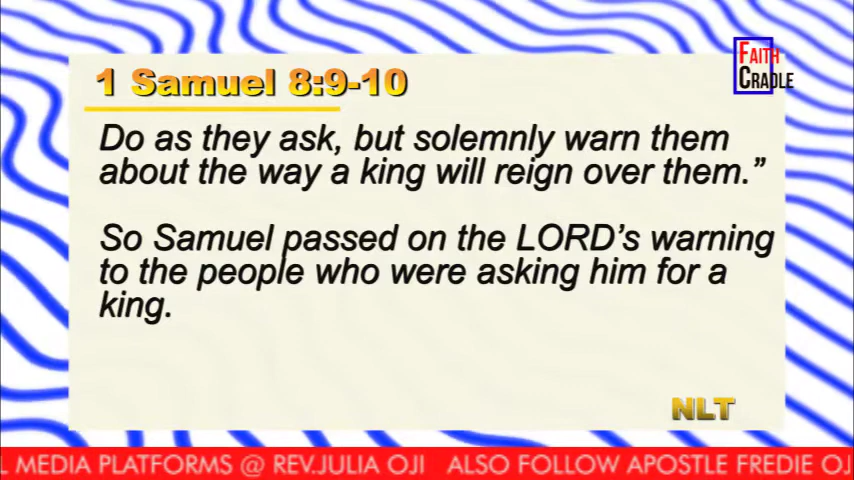 1 Samuel 8:9-10
FAITH
CRADLE
Do as they ask, but solemnly warn them
about the way a king will reign over them.”
So Samuel passed on the LORD’s warning
to the people who were asking him for a
king.
NLT
L MEDIA PLATFORMS @ REV.JULIA OJI ALSO FOLLOW APOSTLE FREDIE OJ